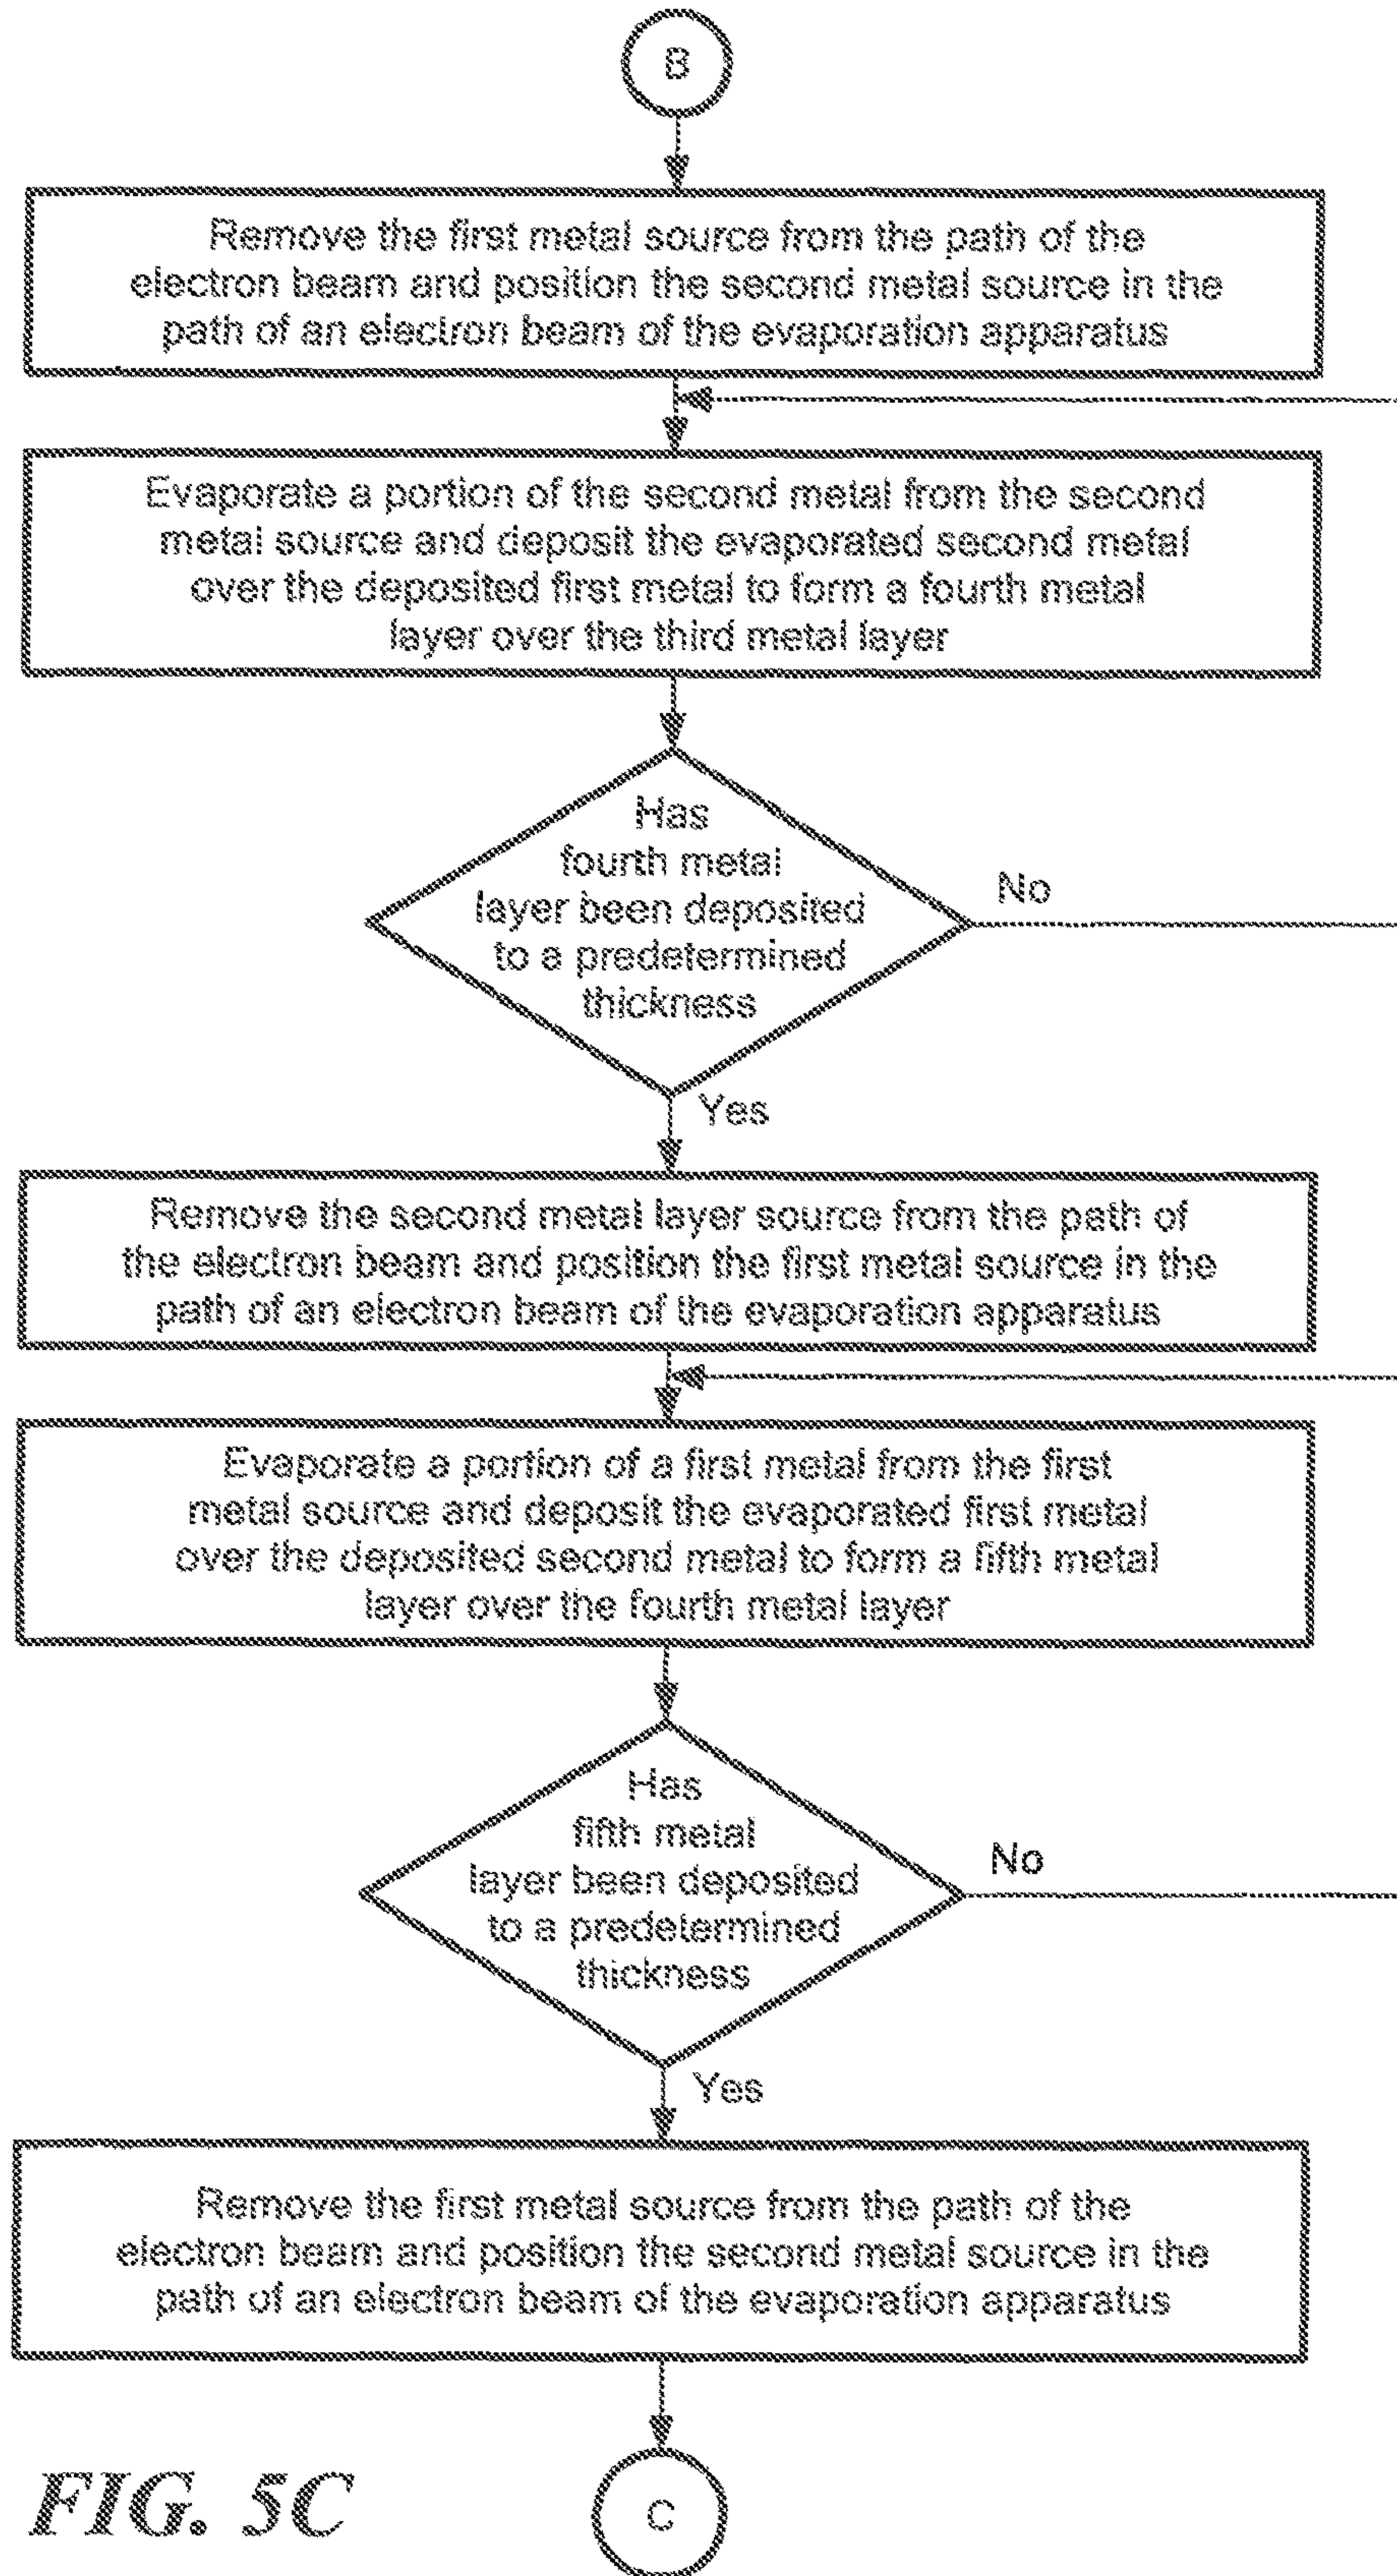 B
Remove the first metal source from the path of the
electron beam and position the second metal source in the
path of an electron beam of the evaporation apparatus
Evaporate a portion of the second metal from the second
metal source and deposit the evaporated second metal
over the deposited first metal to form a fourth metal
layer over the third metal layer
Has
fourth metal
layer been deposited
to a predetermined
thickness
No
Yes
Remove the second metal layer source from the path of
the electron beam and position the first metal source in the
path of an electron beam of the evaporation apparatus
Evaporate a portion of a first metal from the first
metal source and deposit the evaporated first metal
over the deposited second metal to form a fifth metal
layer over the fourth metal layer
Has
fifth metal
layer been deposited
to a predetermined
thickness
No
Yes
Remove the first metal source from the path of the
electron beam and position the second metal source in the
path of an electron beam of the evaporation apparatus
FIG. 5C
C